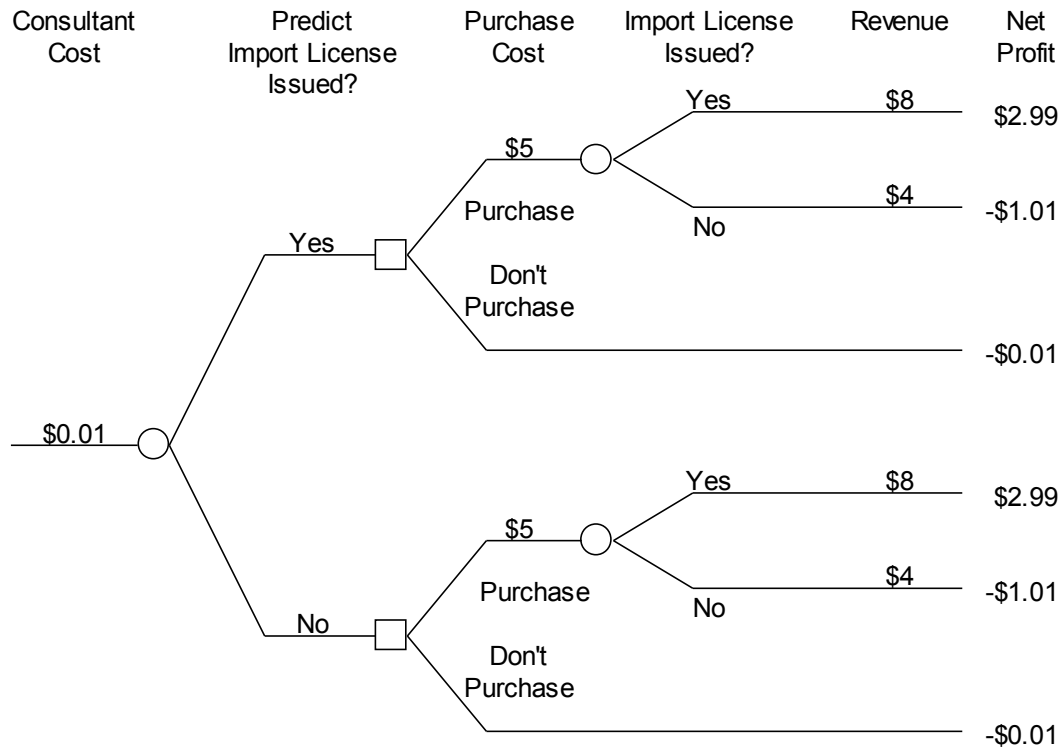 Consultant
Cost
Predict
Import License
Issued?
Purchase
Cost
Import License
Issued?
Revenue
Net
Profit
Yes
$8
$2.99
$5
Purchase
$4
-$1.01
No
Yes
Don't
Purchase
-$0.01
$0.01
Yes
$8
$2.99
$5
Purchase
$4
-$1.01
No
No
Don't
Purchase
-$0.01